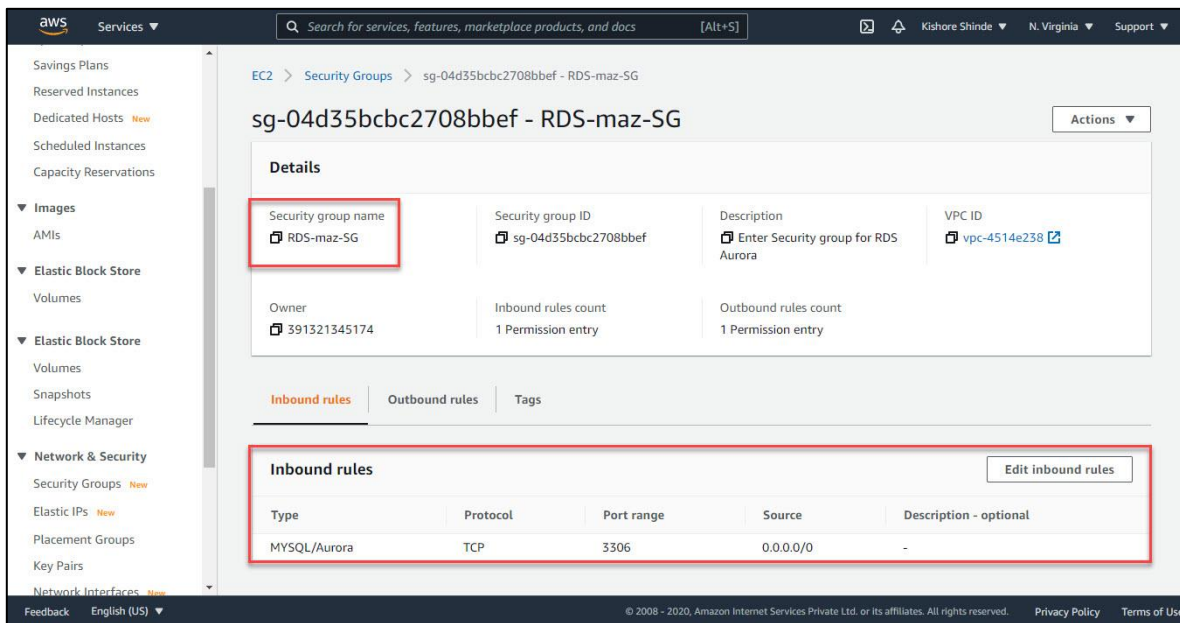 aws Services ▼ Search for services, features, marketplace products, and docs [Alt+S] Kishore Shinde ▼ N. Virginia ▼ Support ▼
Savings Plans
Reserved Instances
Dedicated Hosts New
Scheduled Instances
Capacity Reservations
▼ Images
AMIs
▼ Elastic Block Store
Volumes
▼ Elastic Block Store
Volumes
Snapshots
Lifecycle Manager
▼ Network & Security
Security Groups New
Elastic IPs New
Placement Groups
Key Pairs
Network Interfaces New
EC2 > Security Groups > sg-04d35bcbc2708bbef - RDS-maz-SG
sg-04d35bcbc2708bbef - RDS-maz-SG
Actions ▼
Details
Security group name Security group ID Description VPC ID
RDS-maz-SG sg-04d35bcbc2708bbef Enter Security group for RDS vpc-4514e238
Aurora
Owner Inbound rules count Outbound rules count
391321345174 1 Permission entry 1 Permission entry
Inbound rules Outbound rules Tags
Inbound rules Edit inbound rules
Type Protocol Port range Source Description - optional
MYSQL/Aurora TCP 3306 0.0.0.0/0 -
Feedback English (US) ▼ © 2008 - 2020, Amazon Internet Services Private Ltd. or its affiliates. All rights reserved. Privacy Policy Terms of Use